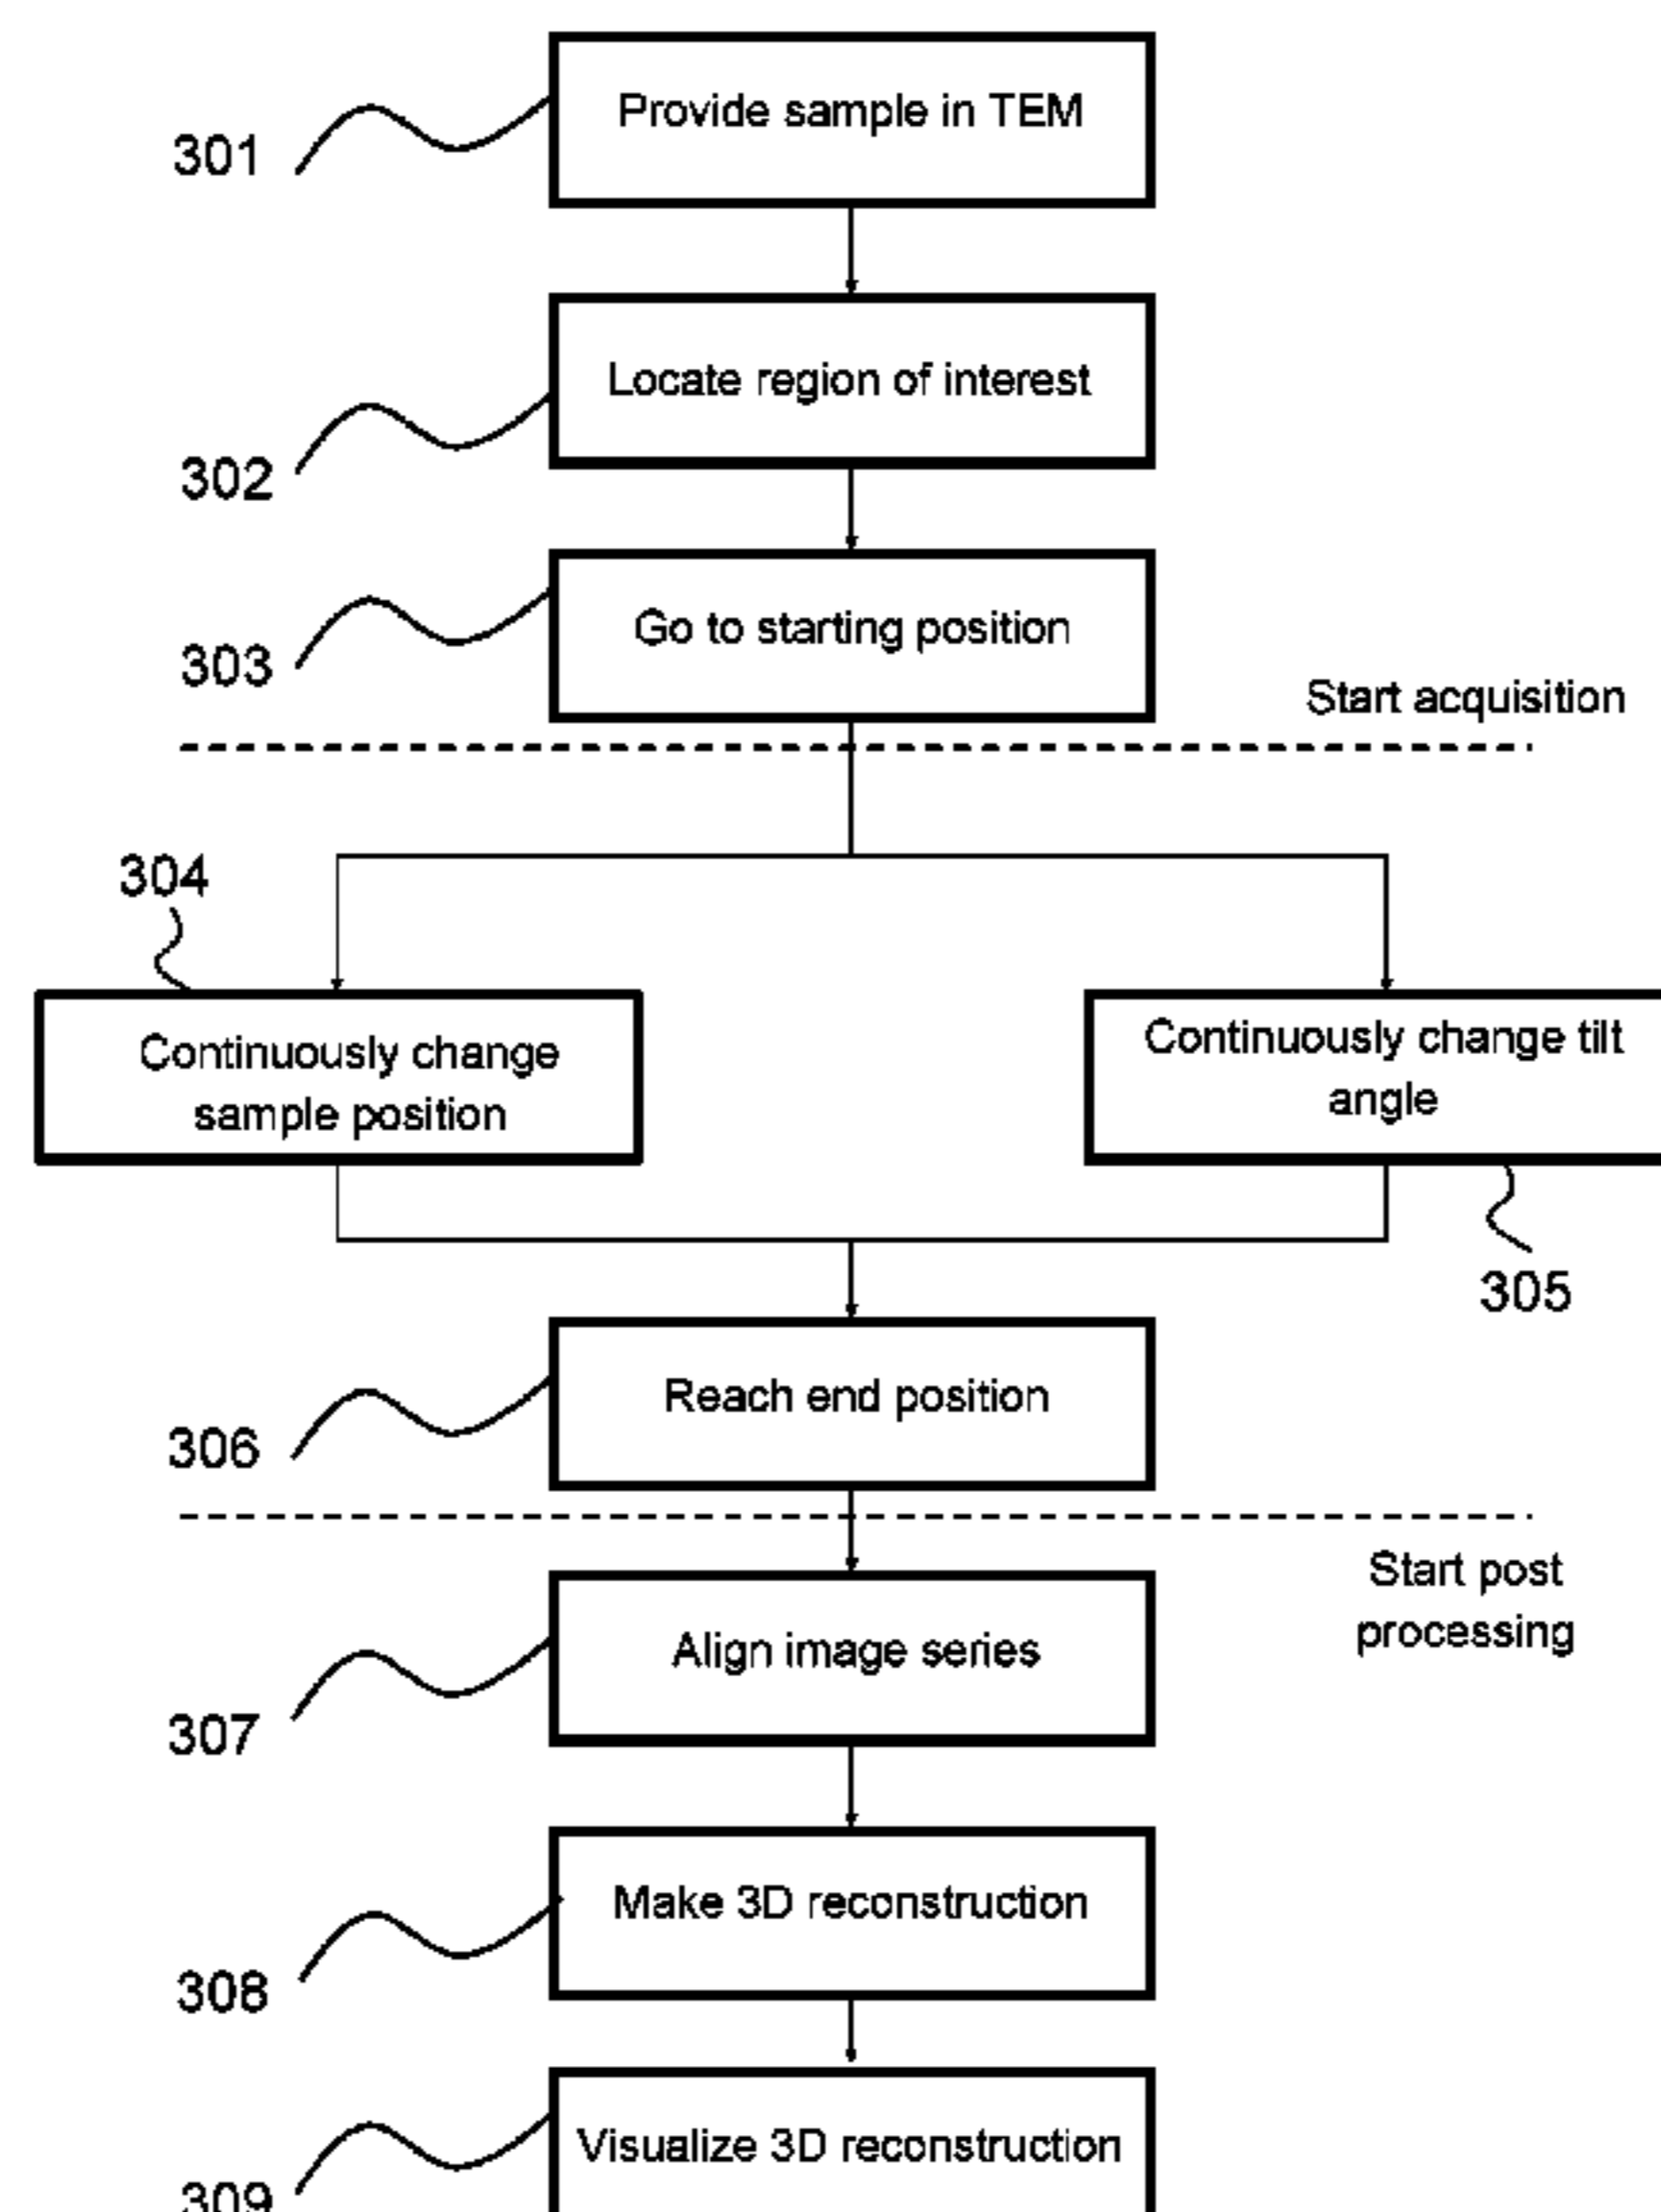 Provide sample in TEM
301
Locate region of interest
302
Go to starting position
303
Start acquisition
304
Continuously change
sample position
Continuously change tilt
angle
305
Reach end position
306
Start post
processing
Align image series
307
Make 3D reconstruction
308
Visualize 3D reconstruction
309